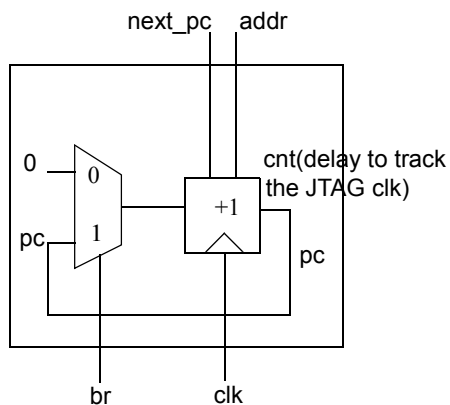 next_pc addr
0
0
cnt(delay to track
the JTAG clk)
+1
1
pc
pc
br
clk